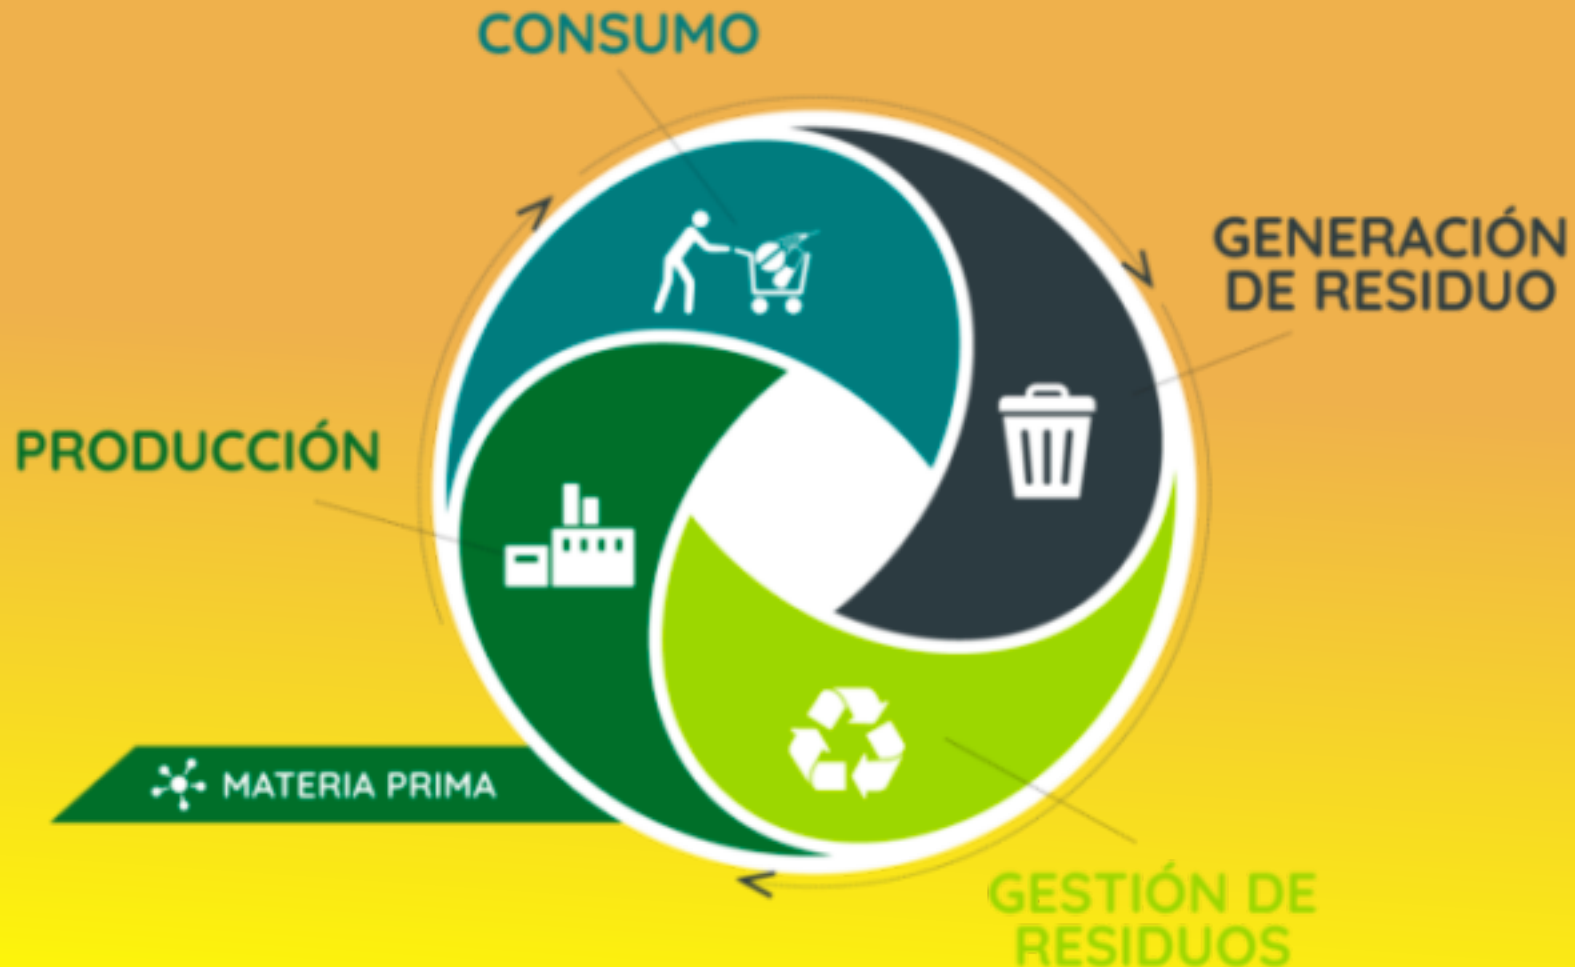 CONSUMO
GENERACIÓN
DE RESIDUO
PRODUCCIÓN
MATERIA PRIMA
GESTIÓN DE
RESIDUOS